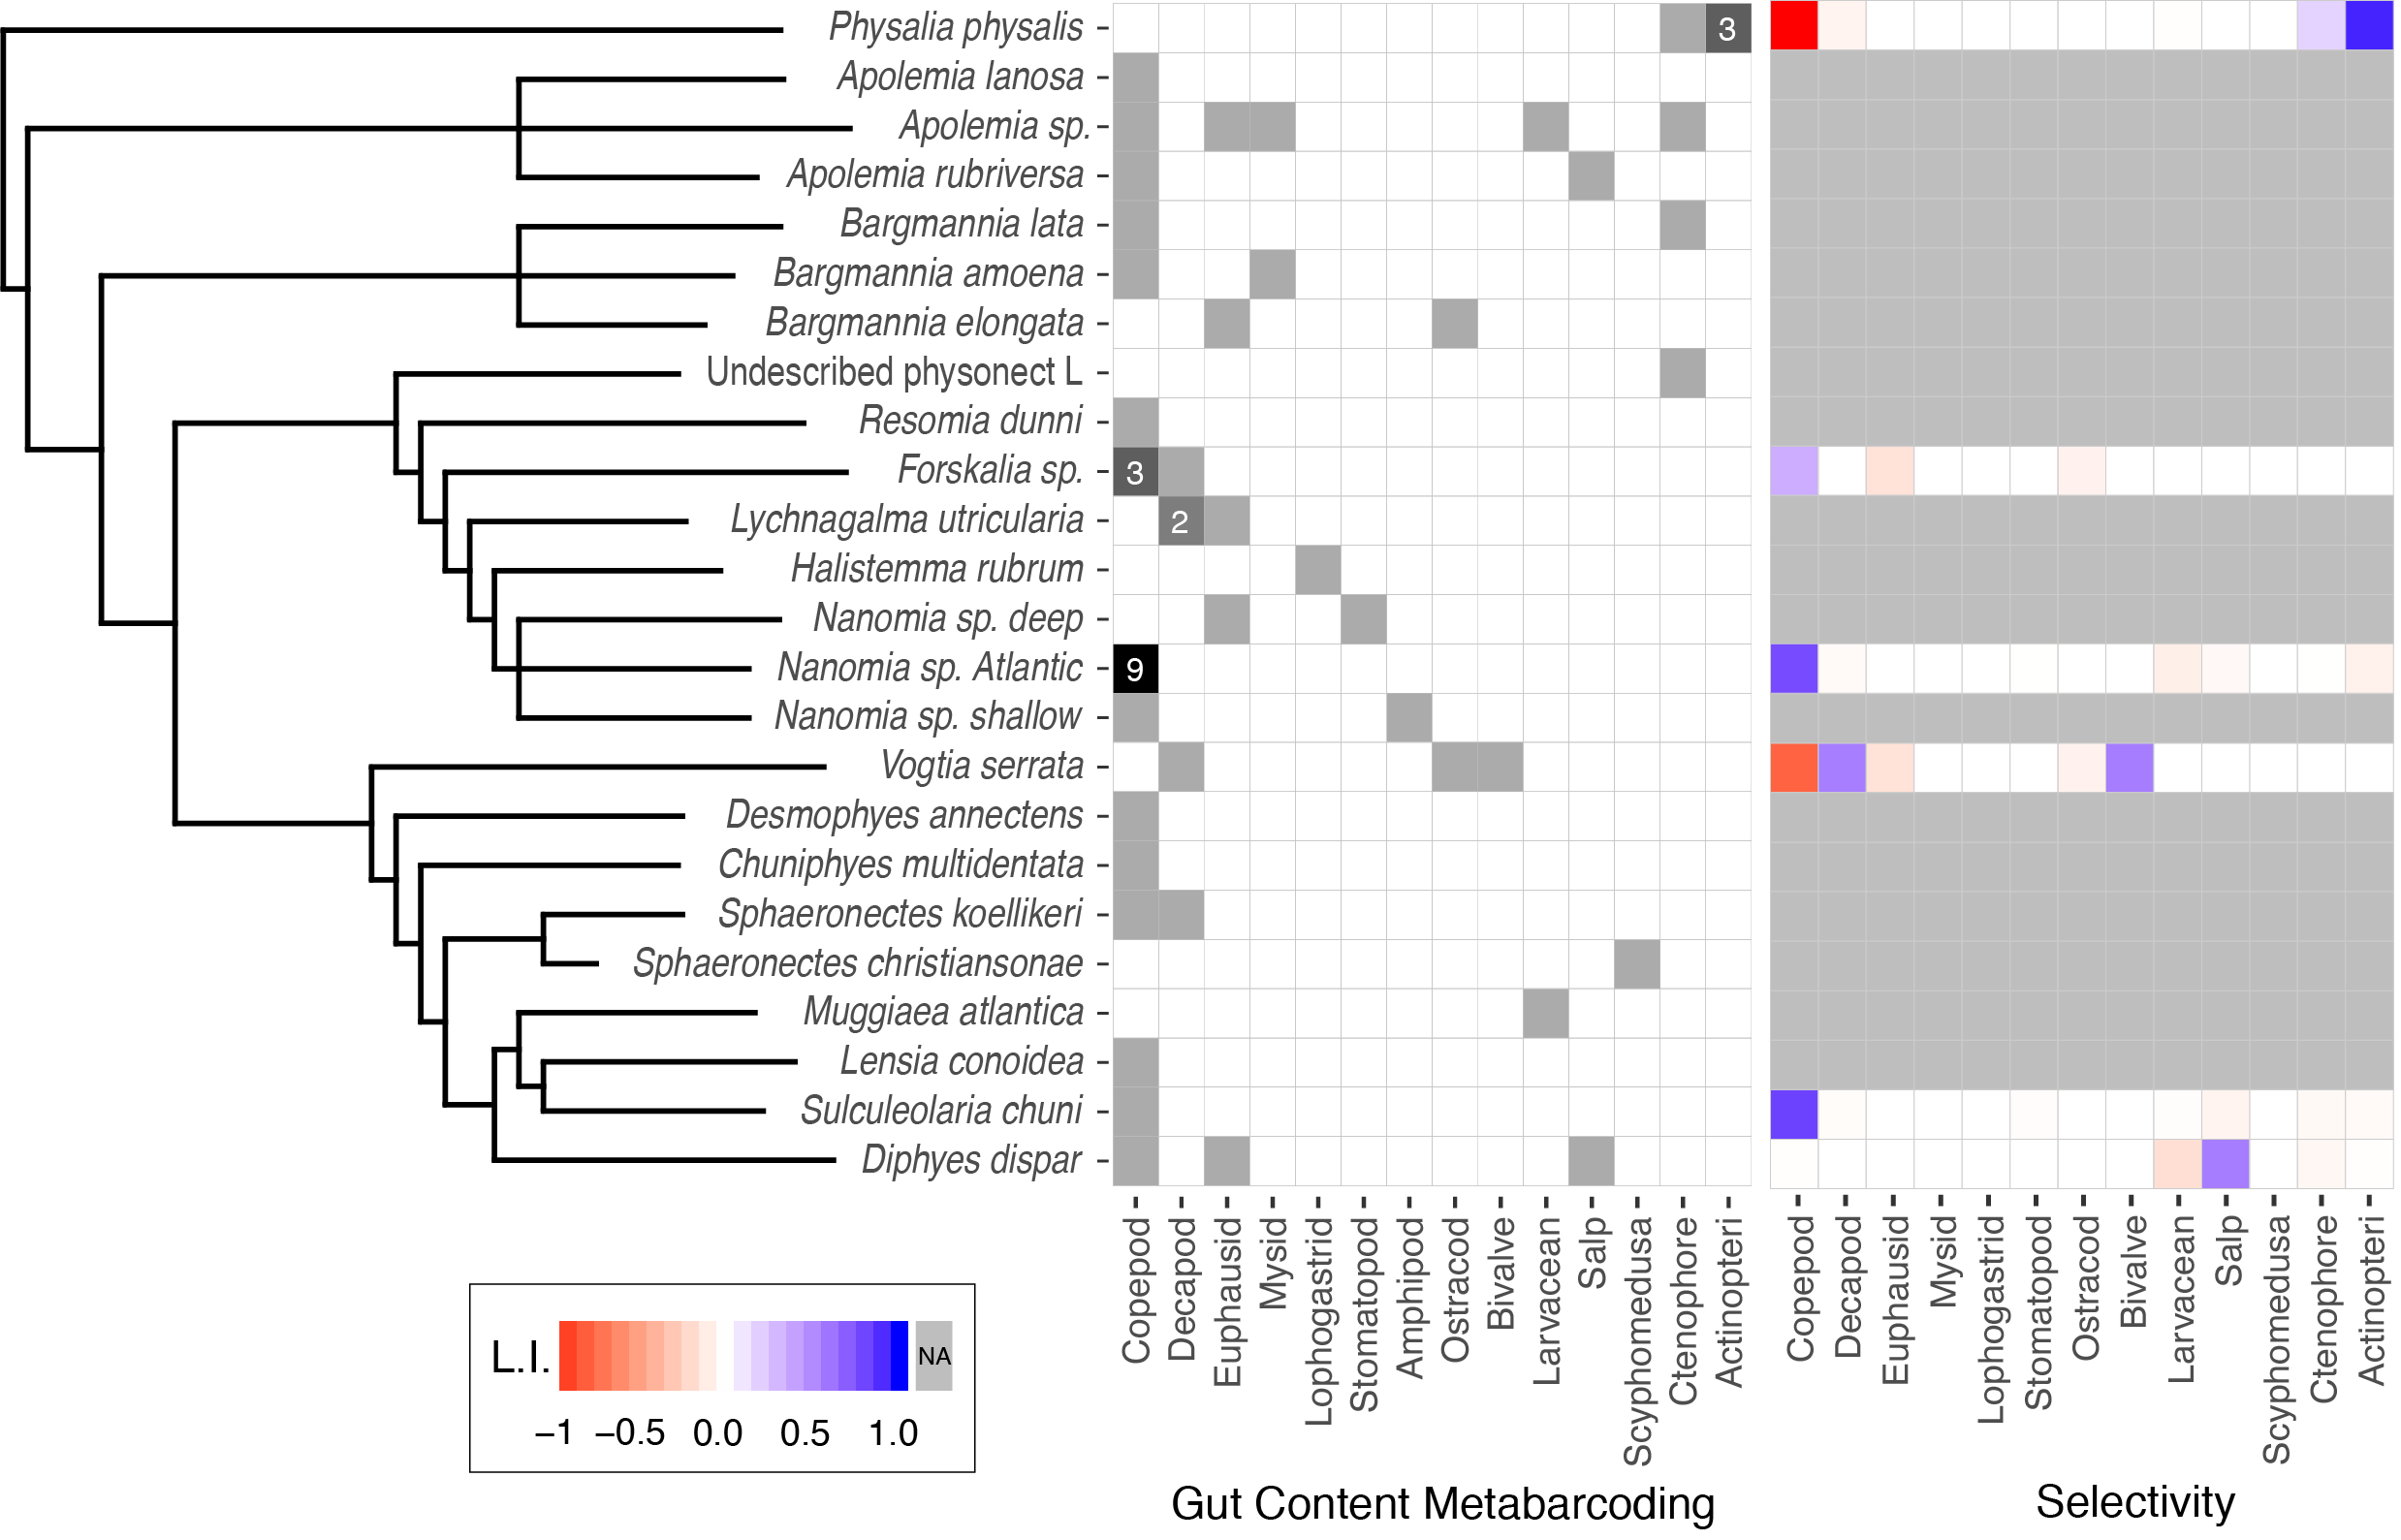 Physalia physalis
3
Apolemia lanosa
Apolemia sp.
Apolemia rubriversa
Bargmannia lata
Bargmannia amoena
Bargmannia elongata
Undescribed physonect L
Resomia dunni
Forskalia sp.
3
Lychnagalma utricularia
2
Halistemma rubrum
Nanomia sp. deep
Nanomia sp. Atlantic
9
Nanomia sp. shallow
Vogtia serrata
Desmophyes annectens
Chuniphyes multidentata
Sphaeronectes koellikeri
Sphaeronectes christiansonae
Muggiaea atlantica
Lensia conoidea
Sulculeolaria chuni
Diphyes dispar
Copepod
Decapod
Euphausid
Mysid
Lophogastrid
Stomatopod
Amphipod
Ostracod
Bivalve
Larvacean
Salp
Scyphomedusa
Ctenophore
Actinopteri
Gut Content Metabarcoding
Copepod
Decapod
Euphausid
Mysid
Lophogastrid
Stomatopod
Ostracod
Bivalve
Larvacean
Salp
Scyphomedusa
Ctenophore
Actinopteri
Selectivity
L.I.
NA
−1 −0.5 0.0 0.5 1.0